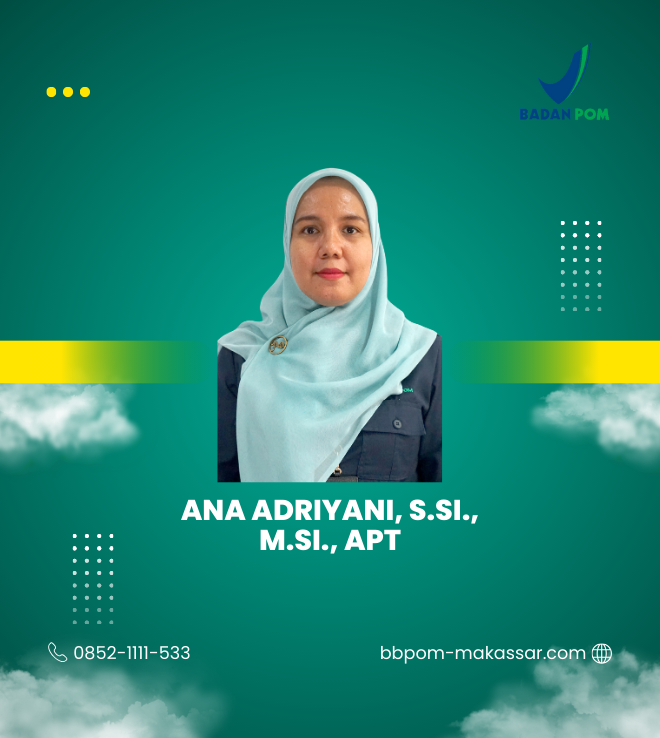 BADAN POM
ANA ADRIYANI, S.SI.,
M.SI., APT
0852-1111-533
bbpom-makassar.com